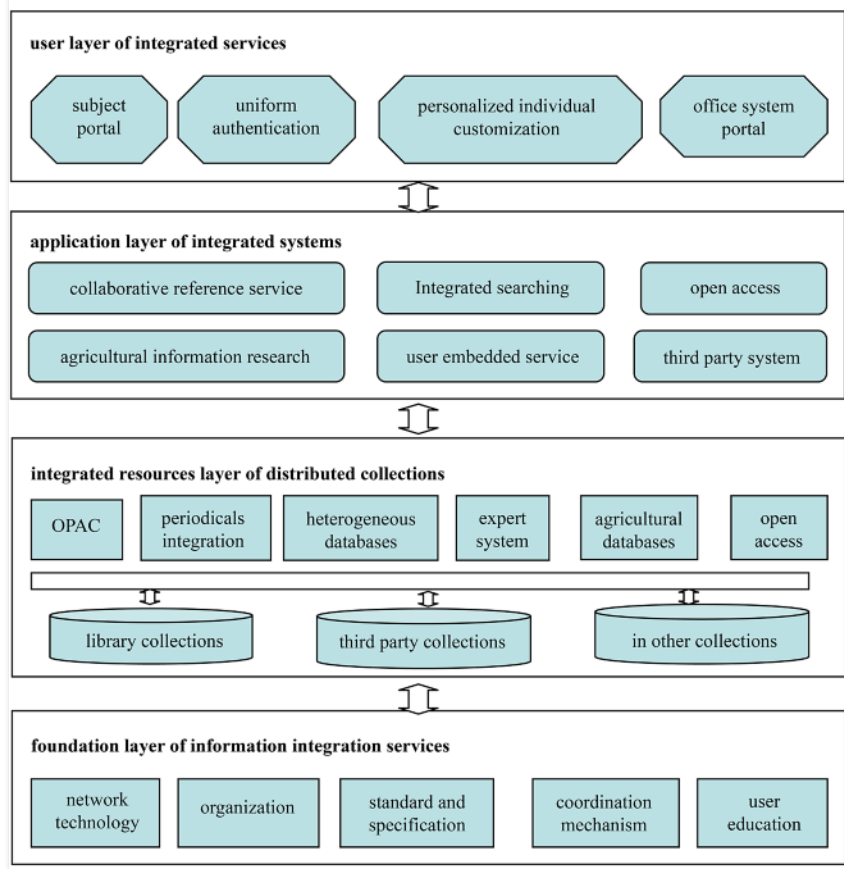 user layer of integrated services
subject
portal
uniform
authentication
personalized individual
customization
office system
portal
application layer of integrated systems
collaborative reference service
Integrated searching
open access
agricultural information research
user embedded service
third party system
integrated resources layer of distributed collections
OPAC
periodicals
integration
heterogeneous
databases
expert
system
agricultural
databases
open
access
library collections
third party collections
in other collections
foundation layer of information integration services
network
technology
organization
standard and
specification
coordination
mechanism
user
education